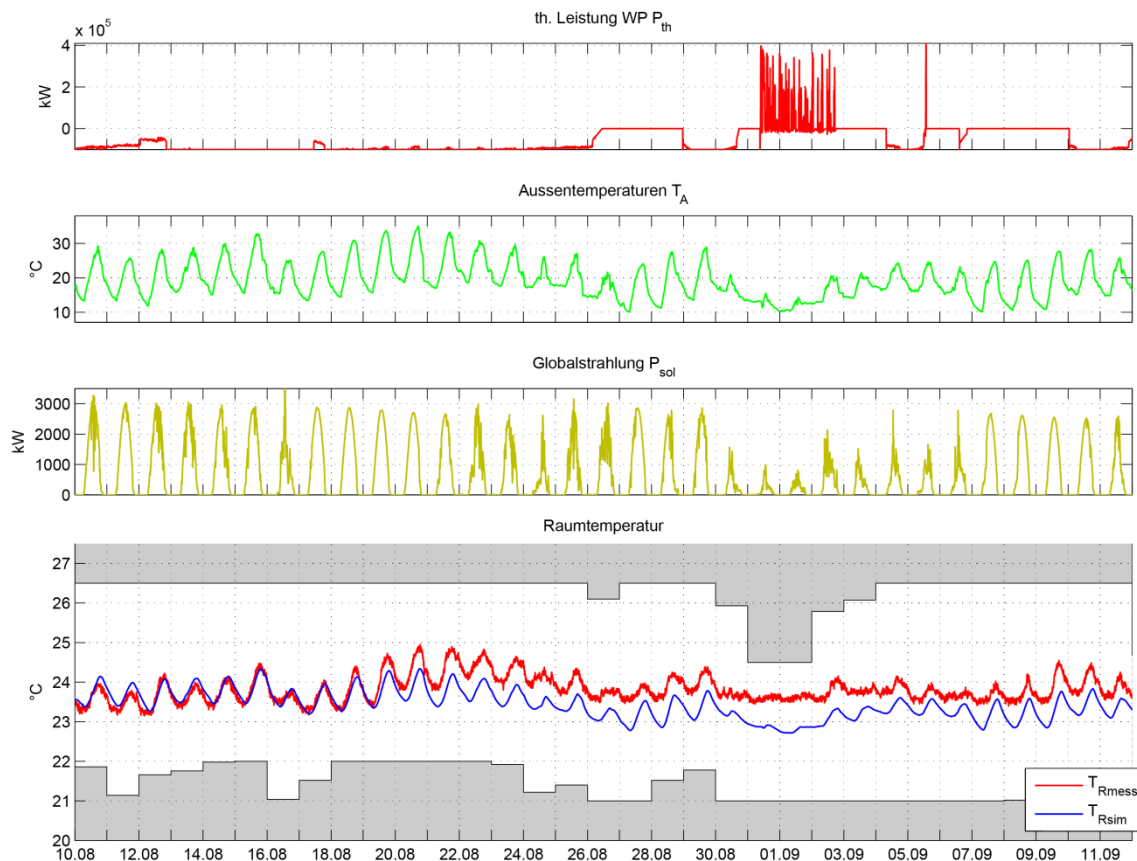 th. Leistung WP P_th
x 10^5
4
2
0
kW
Aussentemperaturen T_A
30
20
10
°C
Globalstrahlung P_sol
3000
2000
1000
0
kW
Raumtemperatur
27
26
25
24
23
22
21
20
°C
T_Rmess
T_Rsim
10.08 12.08 14.08 16.08 18.08 20.08 22.08 24.08 26.08 28.08 30.08 01.09 03.09 05.09 07.09 09.09 11.09